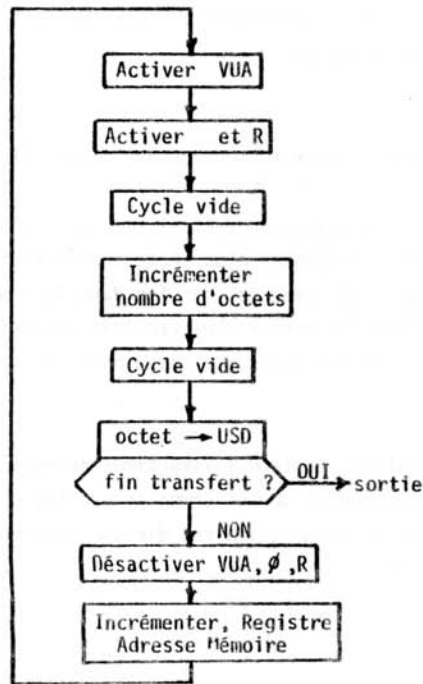 Activer VUA
Activer et R
Cycle vide
Incrémenter
nombre d'octets
Cycle vide
octet → USD
fin transfert ? OUI sortie
NON
Désactiver VUA, ∅ ,R
Incrémenter, Registre
Adresse Mémoire